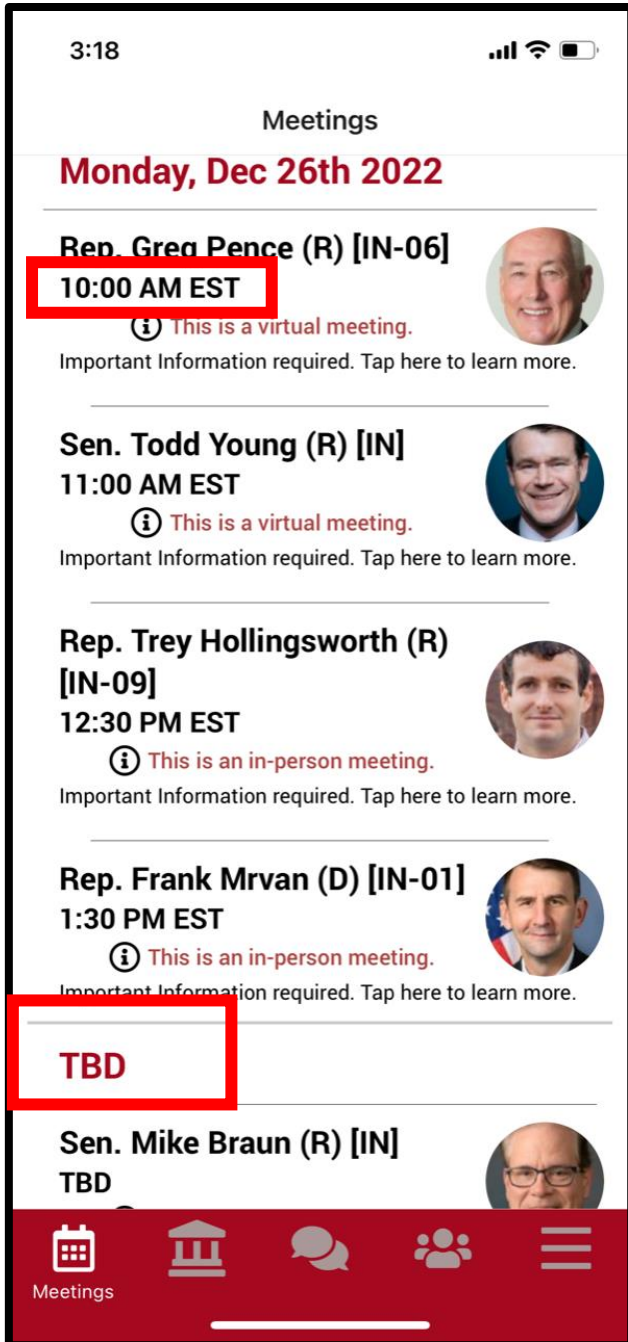 3:18
Meetings
Monday, Dec 26th 2022
Rep. Greg Pence (R) [IN-06]
10:00 AM EST
This is a virtual meeting.
Important Information required. Tap here to learn more.
Sen. Todd Young (R) [IN]
11:00 AM EST
This is a virtual meeting.
Important Information required. Tap here to learn more.
Rep. Trey Hollingsworth (R)
[IN-09]
12:30 PM EST
This is an in-person meeting.
Important Information required. Tap here to learn more.
Rep. Frank Mrvan (D) [IN-01]
1:30 PM EST
This is an in-person meeting.
Important Information required. Tap here to learn more.
TBD
Sen. Mike Braun (R) [IN]
TBD
Meetings